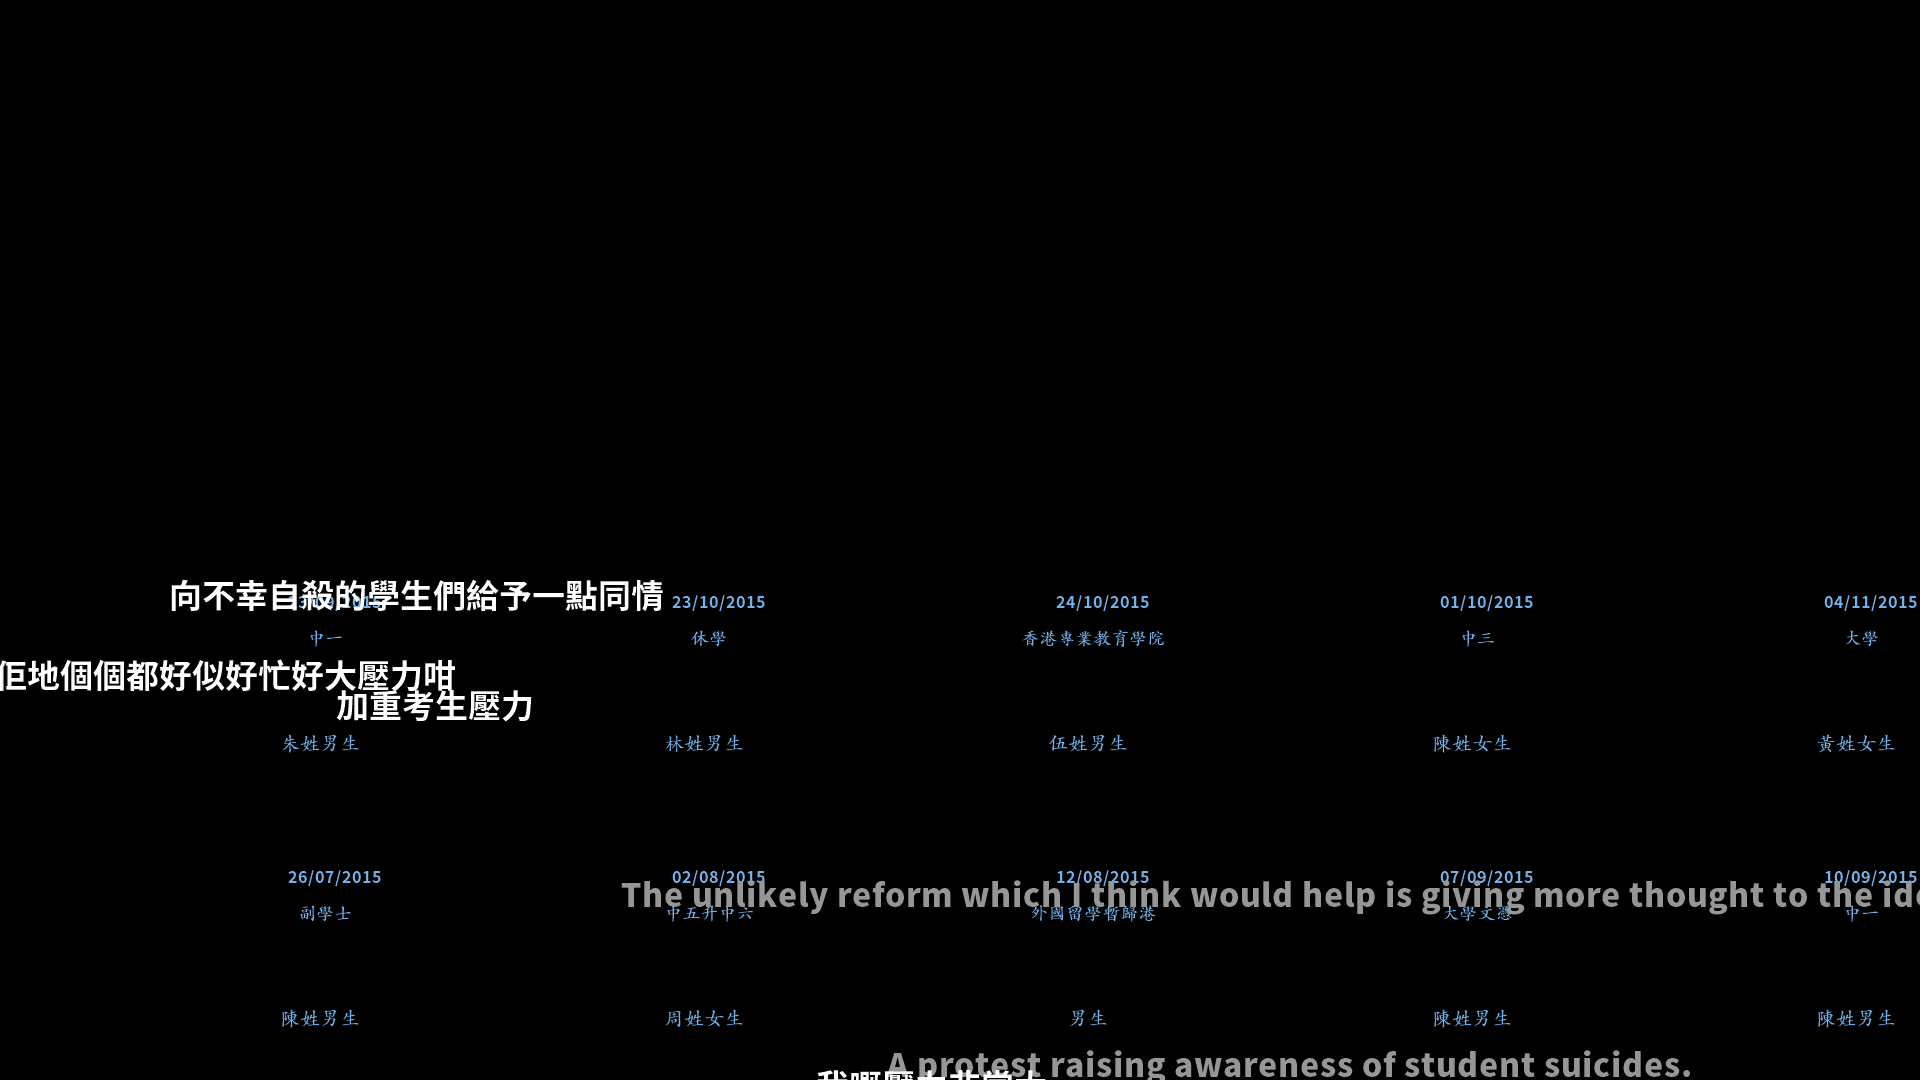 向不幸自殺的學生們給予一點同情
23/10/2015
24/10/2015
01/10/2015
04/11/2015
中一
休學
香港專業教育學院
中三
大學
佢地個個都好似好忙好大壓力咁
加重考生壓力
朱姓男生
林姓男生
伍姓男生
陳姓女生
黃姓女生
26/07/2015
02/08/2015
12/08/2015
07/09/2015
10/09/2015
The unlikely reform which I think would help is giving more thought to the
副學士
中五升中六
外國留學暫歸港
大學文憑
中一
陳姓男生
周姓女生
男生
陳姓男生
陳姓男生
A protest raising awareness of student suicides.